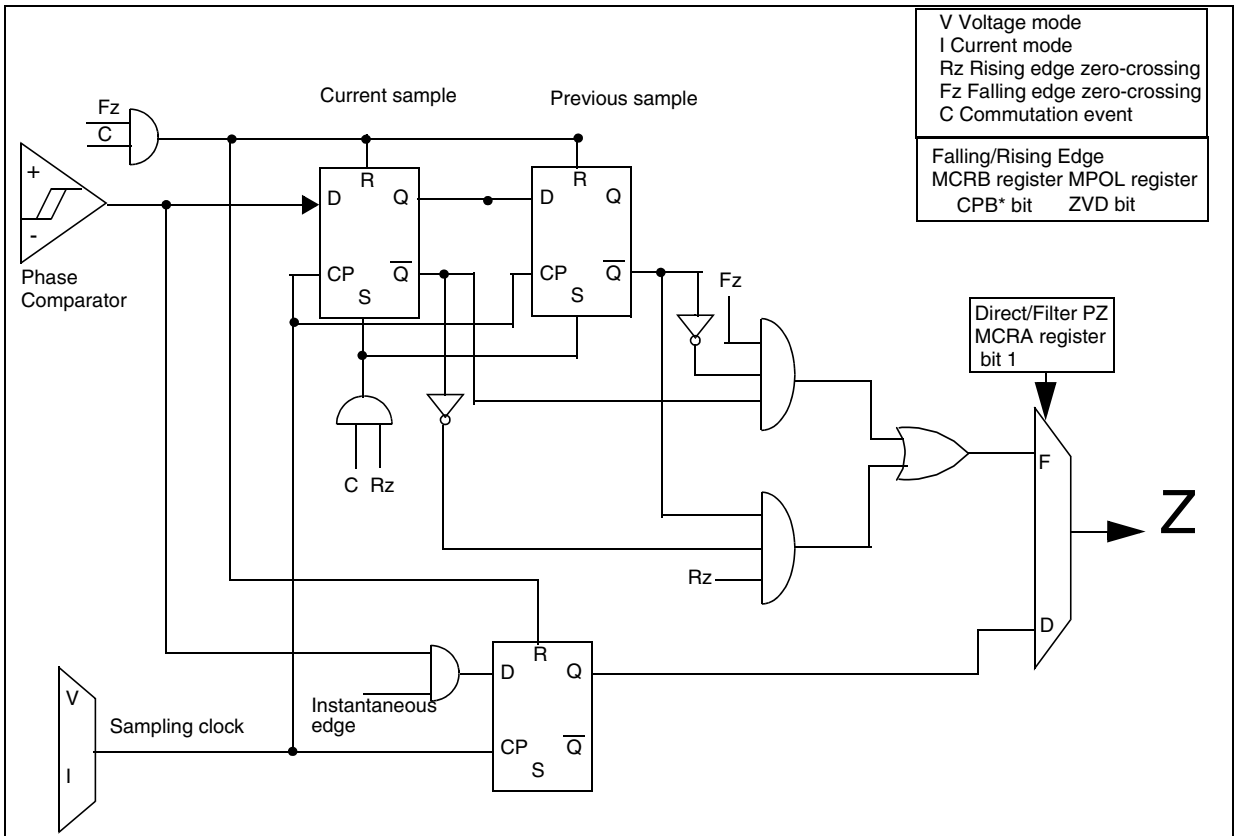 V Voltage mode
I Current mode
Rz Rising edge zero-crossing
Fz Falling edge zero-crossing
C Commutation event
Falling/Rising Edge
MCRB register MPOL register
CPB* bit ZVD bit
Current sample
Previous sample
Fz
C
+
-
Phase
Comparator
R
D Q
CP Q
S
R
D Q
CP Q
S
C Rz
Fz
Rz
Direct/Filter PZ
MCRA register
bit 1
F
D
Z
Instantaneous
edge
R
D Q
CP Q
S
V
I
Sampling clock